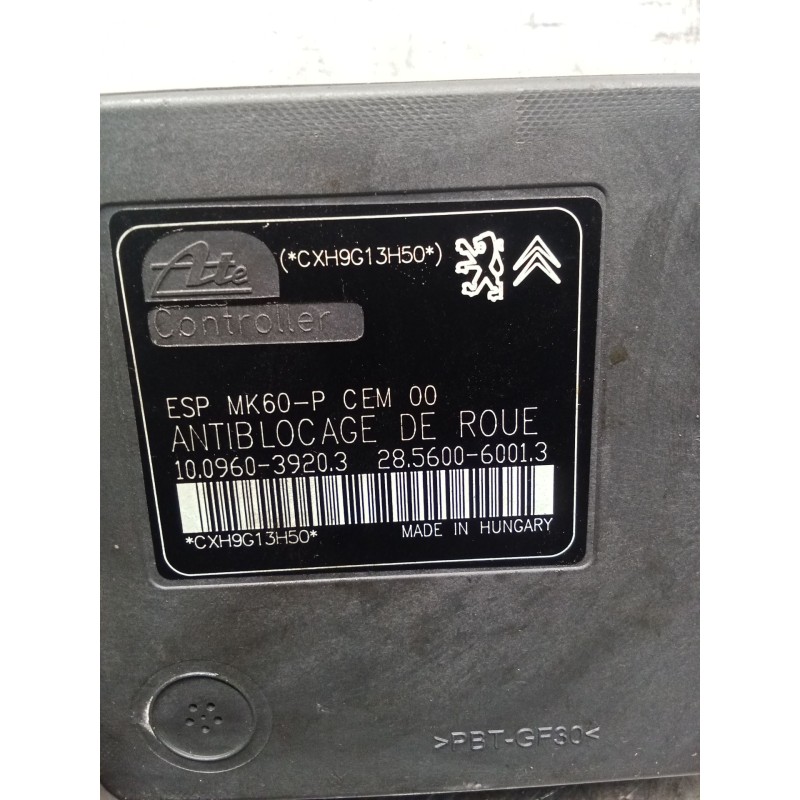 Ate (*CXH9G13H50*)
Controller
ESP MK60-P CEM 00
ANTIBLOCAGE DE ROUE
10.0960-3920.3 28.5600-6001.3
*CXH9G13H50* MADE IN HUNGARY
>PBT-GF30<